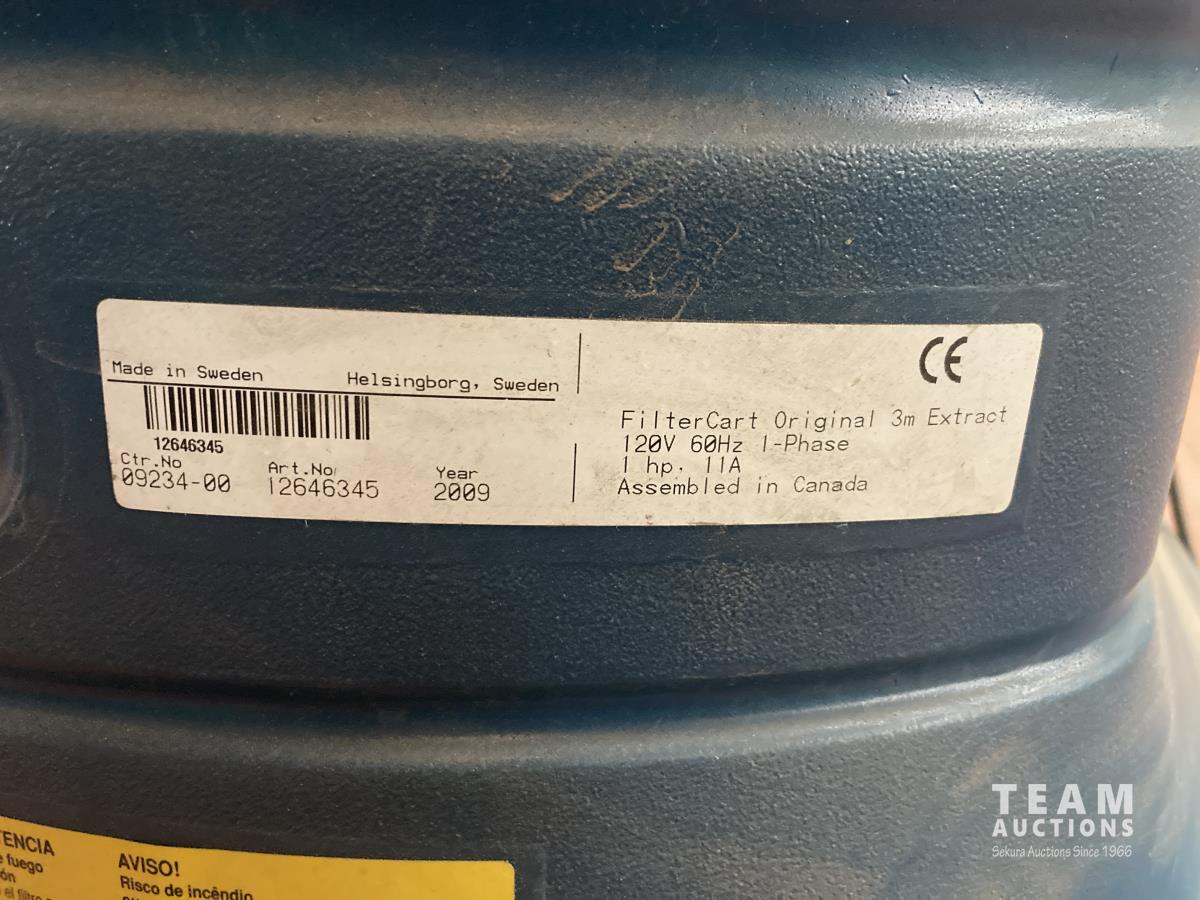 Made in Sweden Helsingborg, Sweden
12646345
Ctr.No Art.No Year
09234-00 12646345 2009
CE
FilterCart Original 3m Extract
120V 60Hz 1-Phase
1 hp. 11A
Assembled in Canada
TEAM
AUCTIONS
Sekura Auctions Since 1966
TENCIA
fuego
AVISO!
Risco de incêndio